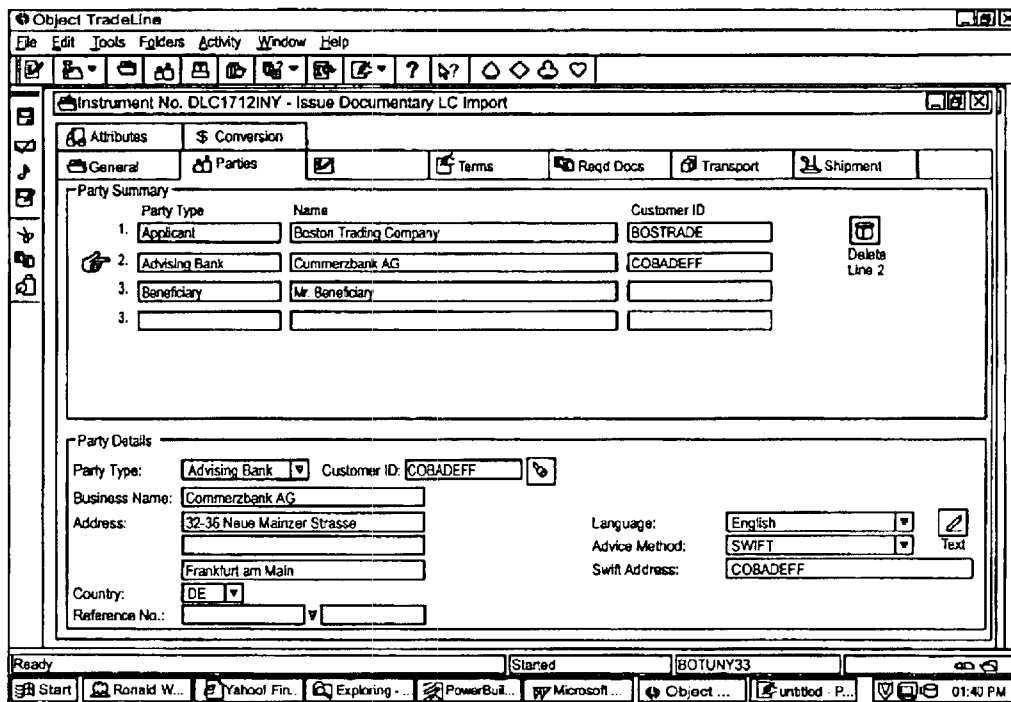 Object TradeLine
File Edit Tools Folders Activity Window Help
Instrument No. DLC1712INY - Issue Documentary LC Import
Attributes $ Conversion
General Parties Terms Reqd Docs Transport Shipment
Party Summary
Party Type Name Customer ID
1. Applicant Boston Trading Company BOSTRADE
2. Advising Bank Cummerzbank AG COBADEFF
Delete
Line 2
3. Beneficiary Mr. Beneficiary
3.
Party Details
Party Type: Advising Bank Customer ID: COBADEFF
Business Name: Commerzbank AG
Address: 32-36 Neue Mainzer Strasse
Language: English
Text
Advice Method: SWIFT
Frankfurt am Main
Swift Address: COBADEFF
Country: DE
Reference No.:
Ready Started BOTUNY33
Start Ronald W... Yahoo! Fin... Exploring - ... PowerBuil... Microsoft ... Object ... untitled - P... 01:40 PM